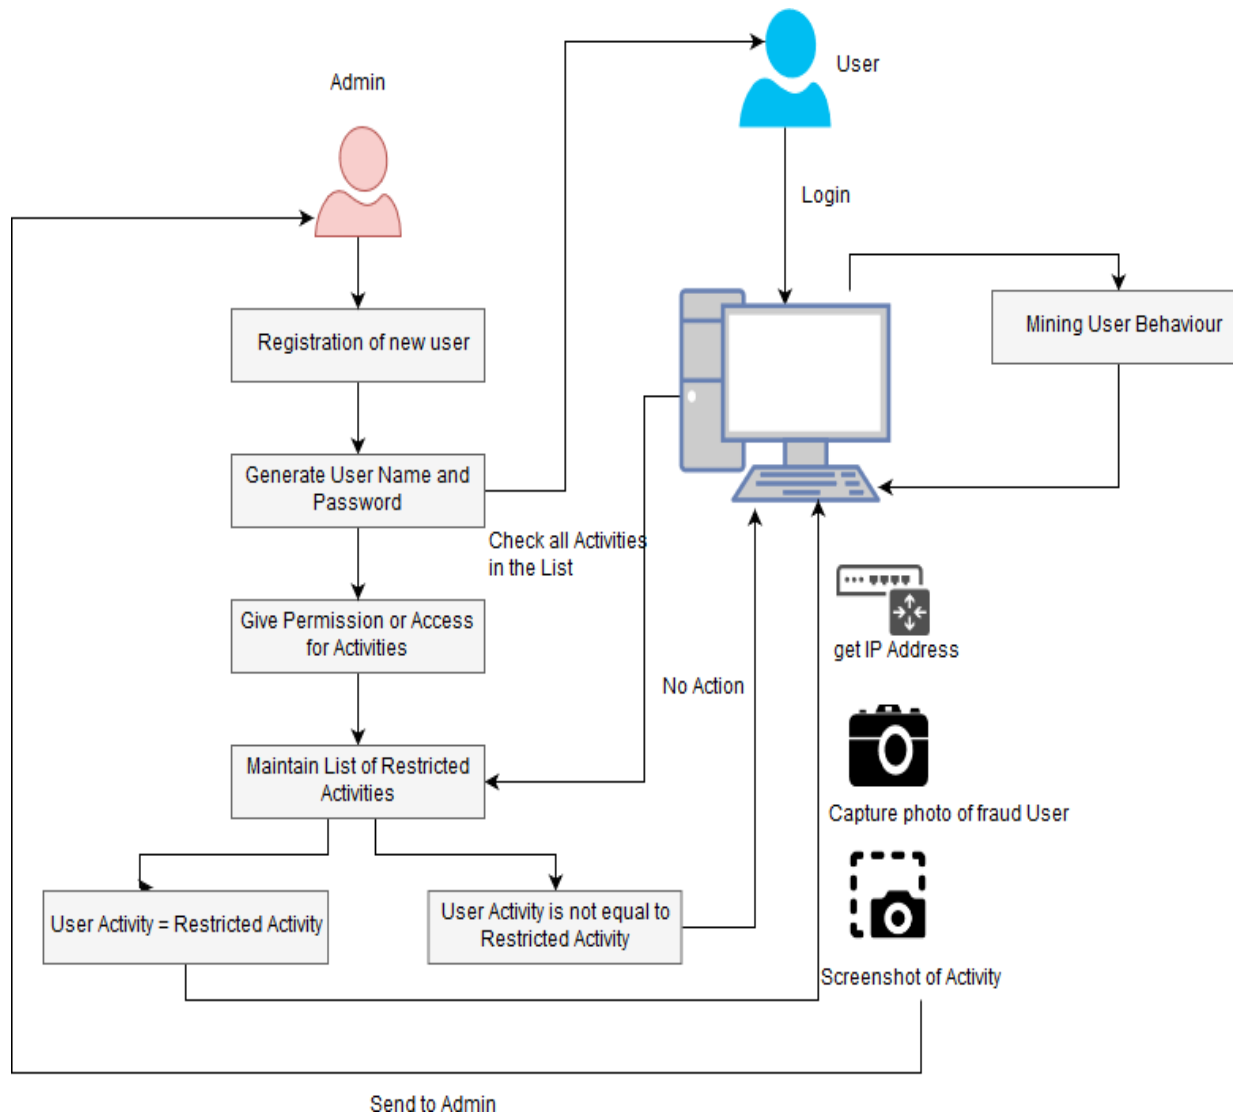 User
Admin
Login
Registration of new user
Mining User Behaviour
Generate User Name and
Password
Check all Activities
in the List
Give Permission or Access
for Activities
get IP Address
No Action
Maintain List of Restricted
Activities
Capture photo of fraud User
User Activity = Restricted Activity
User Activity is not equal to
Restricted Activity
Screenshot of Activity
Send to Admin